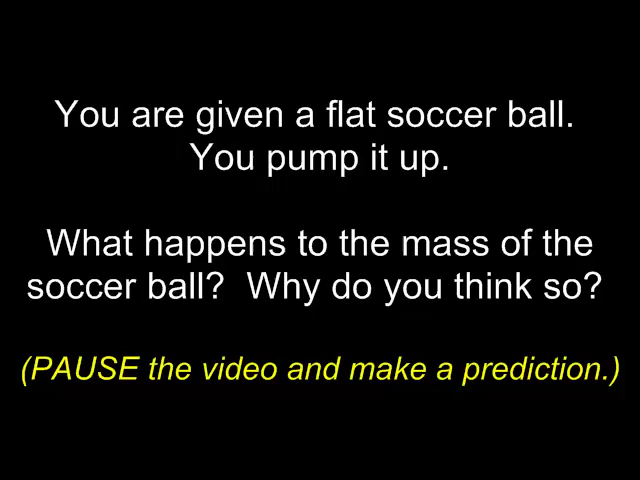 You are given a flat soccer ball.
You pump it up.
What happens to the mass of the
soccer ball?  Why do you think so?
(PAUSE the video and make a prediction.)